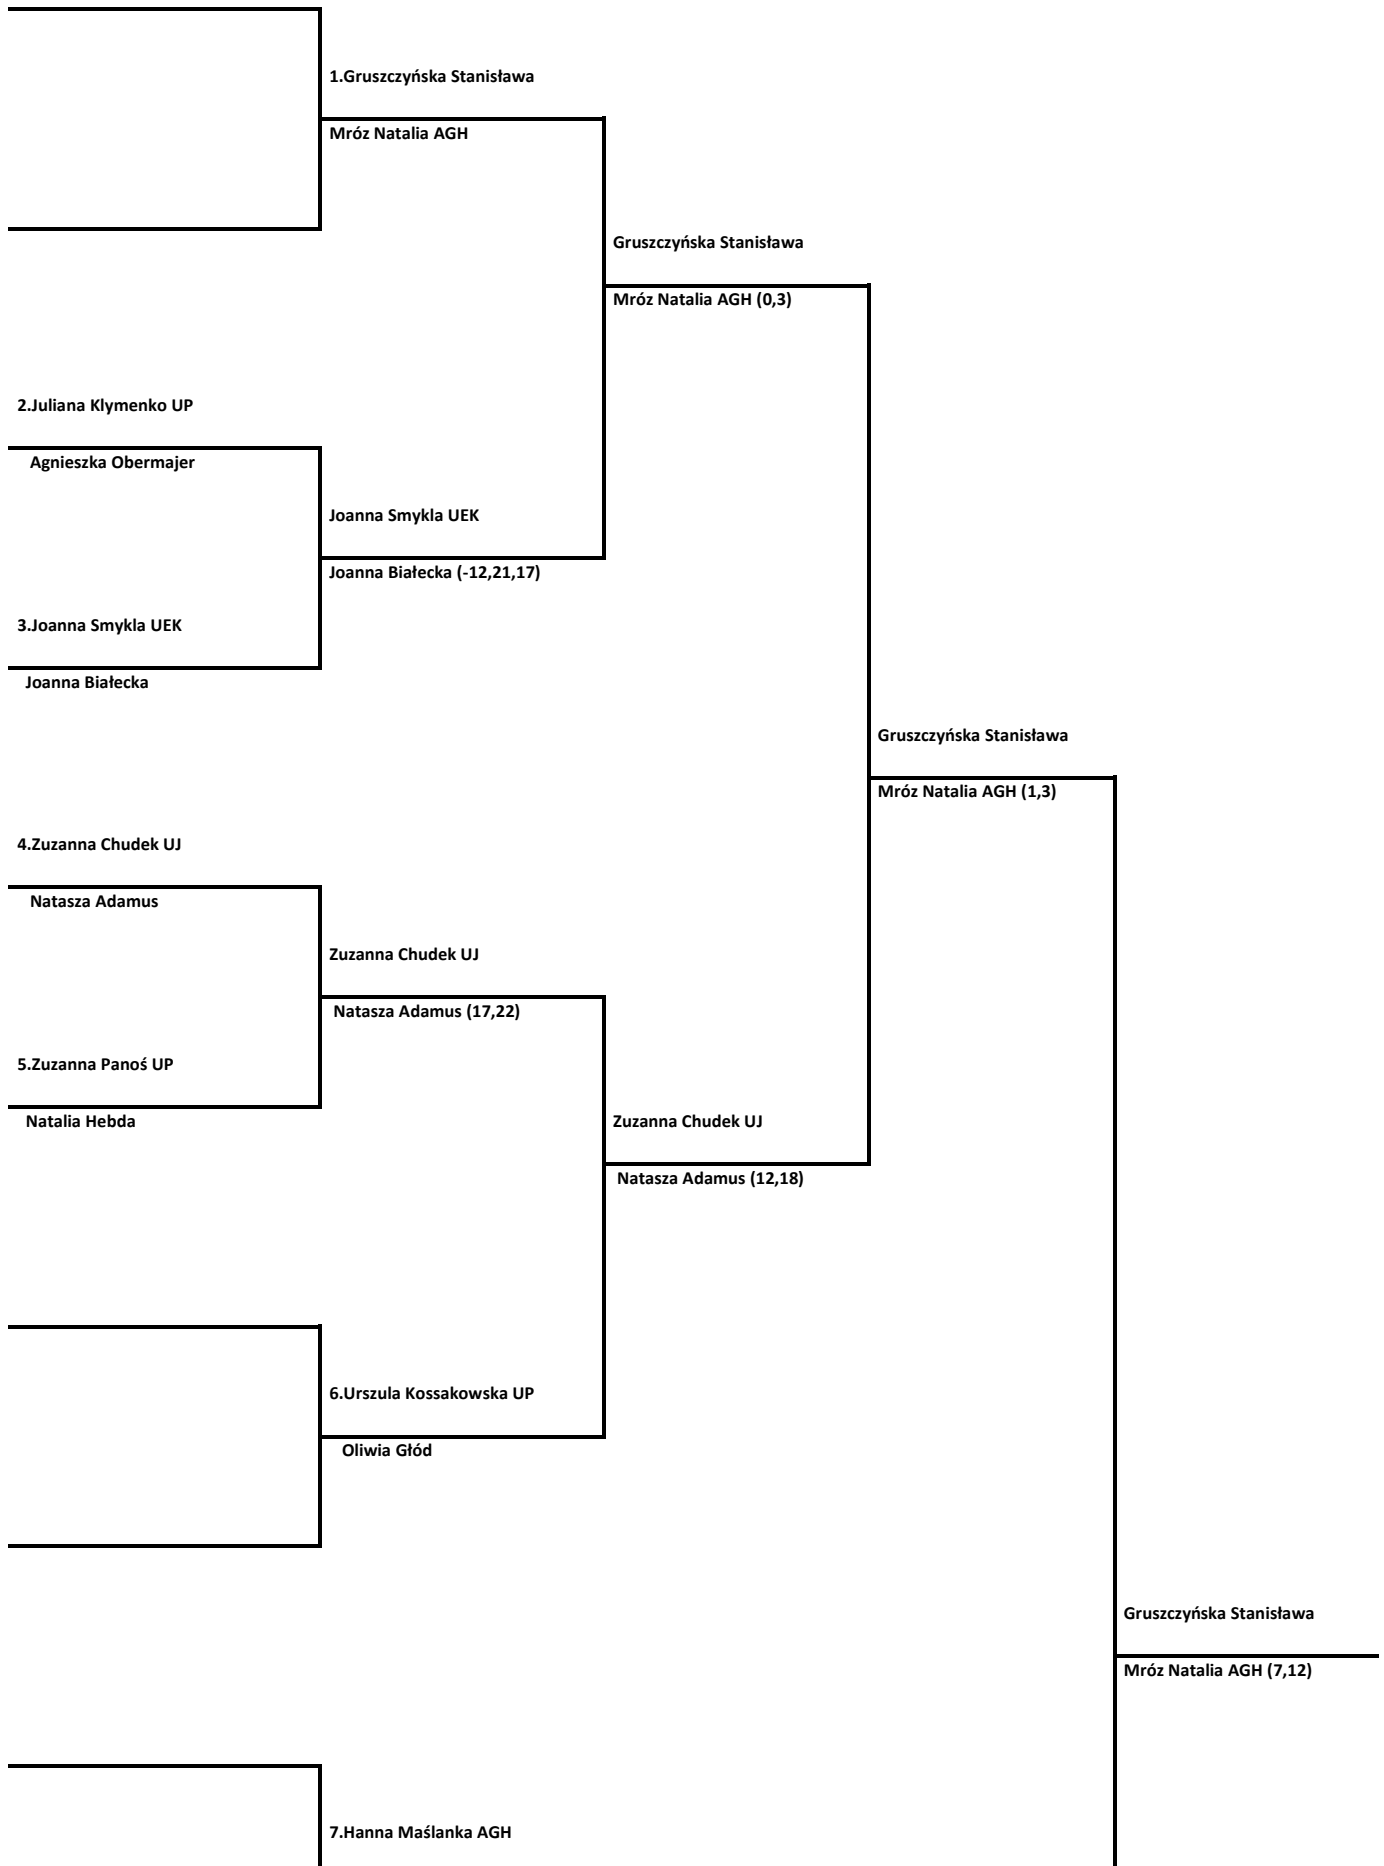 1.Gruszczyńska Stanisława
Mróz Natalia AGH
Gruszczyńska Stanisława
Mróz Natalia AGH (0,3)
2.Juliana Klymenko UP
Agnieszka Obermajer
Joanna Smykla UEK
Joanna Białecka (-12,21,17)
3.Joanna Smykla UEK
Joanna Białecka
Gruszczyńska Stanisława
Mróz Natalia AGH (1,3)
4.Zuzanna Chudek UJ
Natasza Adamus
Zuzanna Chudek UJ
Natasza Adamus (17,22)
5.Zuzanna Panoś UP
Natalia Hebda
Zuzanna Chudek UJ
Natasza Adamus (12,18)
6.Urszula Kossakowska UP
Oliwia Głód
Gruszczyńska Stanisława
Mróz Natalia AGH (7,12)
7.Hanna Maślanka AGH